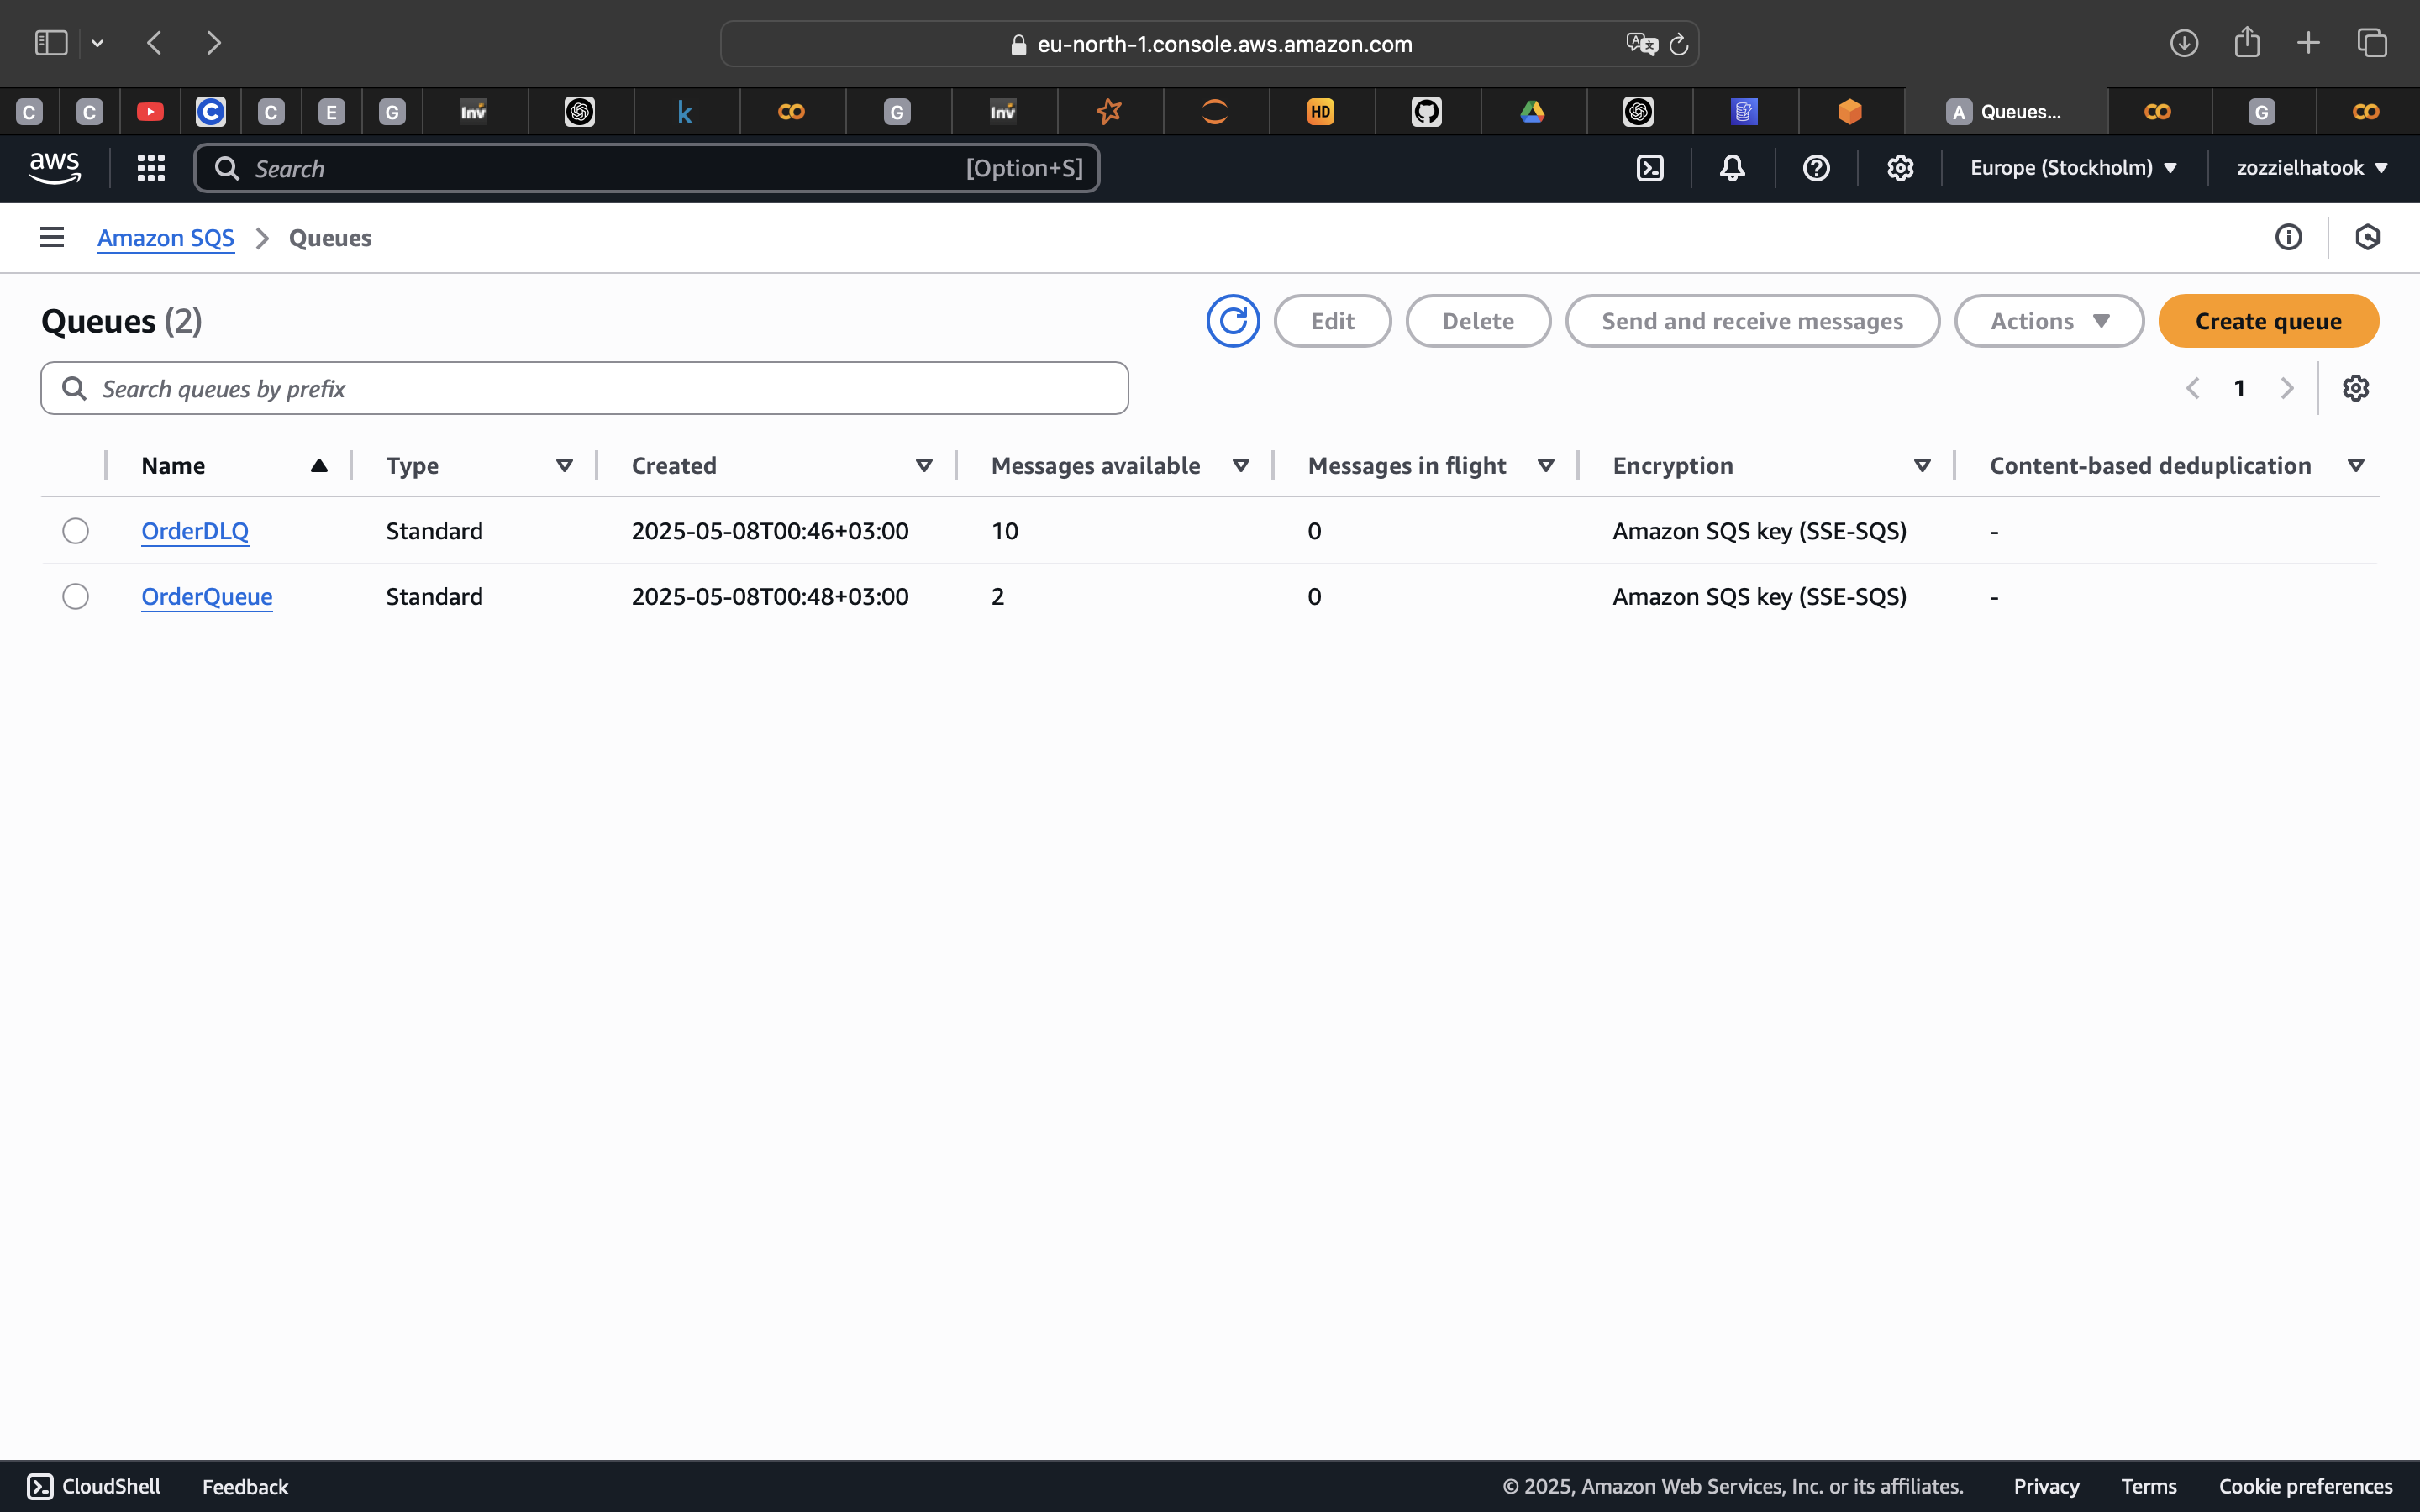 eu-north-1.console.aws.amazon.com
C C C C E G Inv k CO G Inv HD A Queues... CO G CO
aws Search [Option+S] Europe (Stockholm) zozzielhatook
Amazon SQS Queues
Queues (2) Edit Delete Send and receive messages Actions Create queue
Search queues by prefix 1
Name Type Created Messages available Messages in flight Encryption Content-based deduplication
OrderDLQ Standard 2025-05-08T00:46+03:00 10 0 Amazon SQS key (SSE-SQS) -
OrderQueue Standard 2025-05-08T00:48+03:00 2 0 Amazon SQS key (SSE-SQS) -
CloudShell Feedback © 2025, Amazon Web Services, Inc. or its affiliates. Privacy Terms Cookie preferences